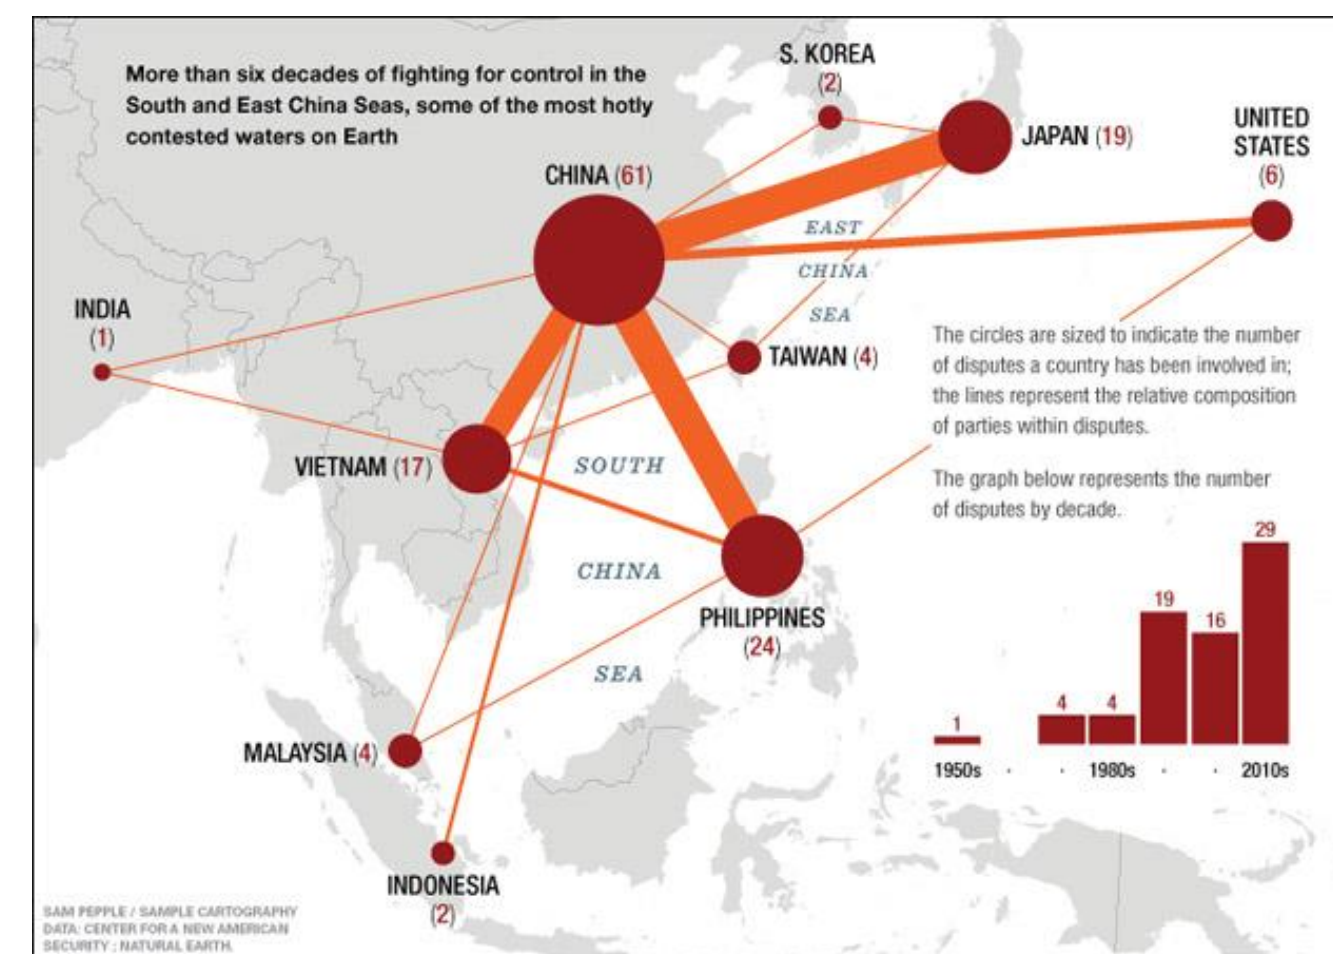 More than six decades of fighting for control in the
South and East China Seas, some of the most hotly
contested waters on Earth
S. KOREA
(2)
JAPAN (19)
UNITED
STATES
(6)
CHINA (61)
EAST
CHINA
SEA
INDIA
(1)
TAIWAN (4)
The circles are sized to indicate the number
of disputes a country has been involved in;
the lines represent the relative composition
of parties within disputes.
VIETNAM (17)
SOUTH
CHINA
SEA
The graph below represents the number
of disputes by decade.
PHILIPPINES
(24)
1
4
4
19
16
29
1950s · · 1980s · · 2010s
MALAYSIA (4)
INDONESIA
(2)
SAM PEPPLE / SAMPLE CARTOGRAPHY
DATA: CENTER FOR A NEW AMERICAN
SECURITY ; NATURAL EARTH.